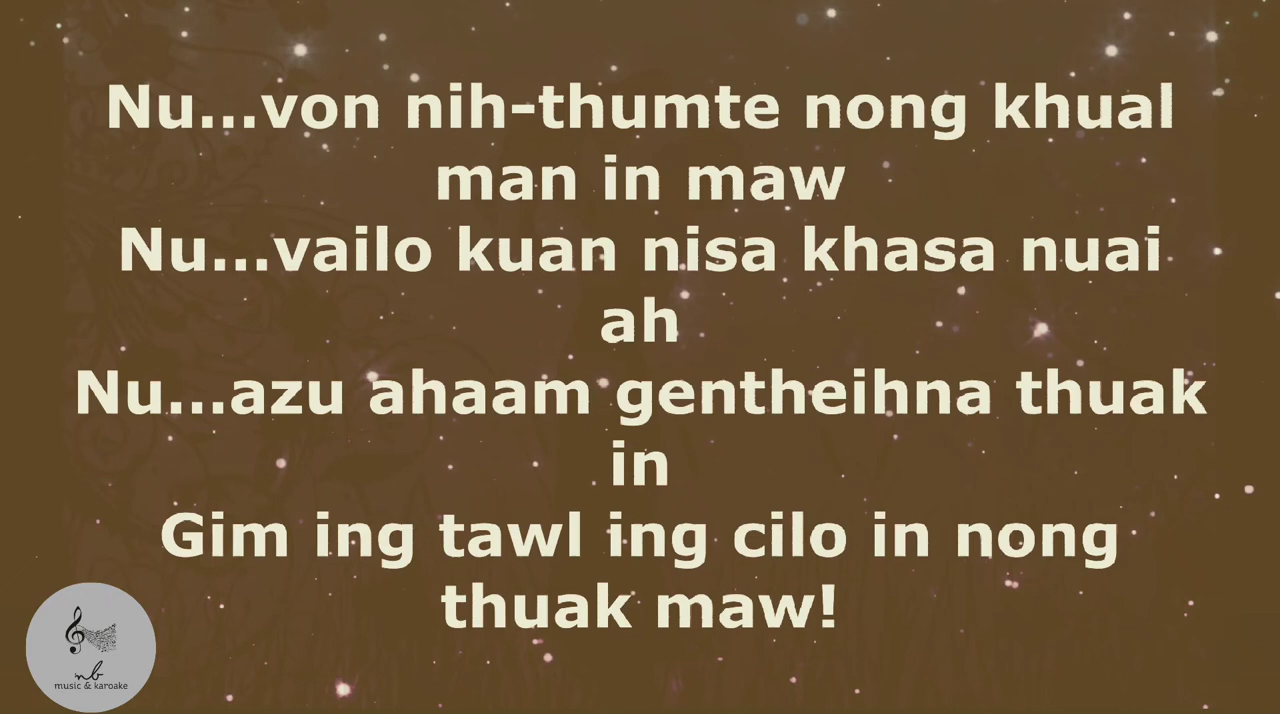 Nu...von nih-thumte nong khual
man in maw
Nu...vailo kuan nisa khasa nuai
ah
Nu...azu ahaam gentheihna thuak
in
Gim ing tawl ing cilo in nong
thuak maw!
nb
music & karoake